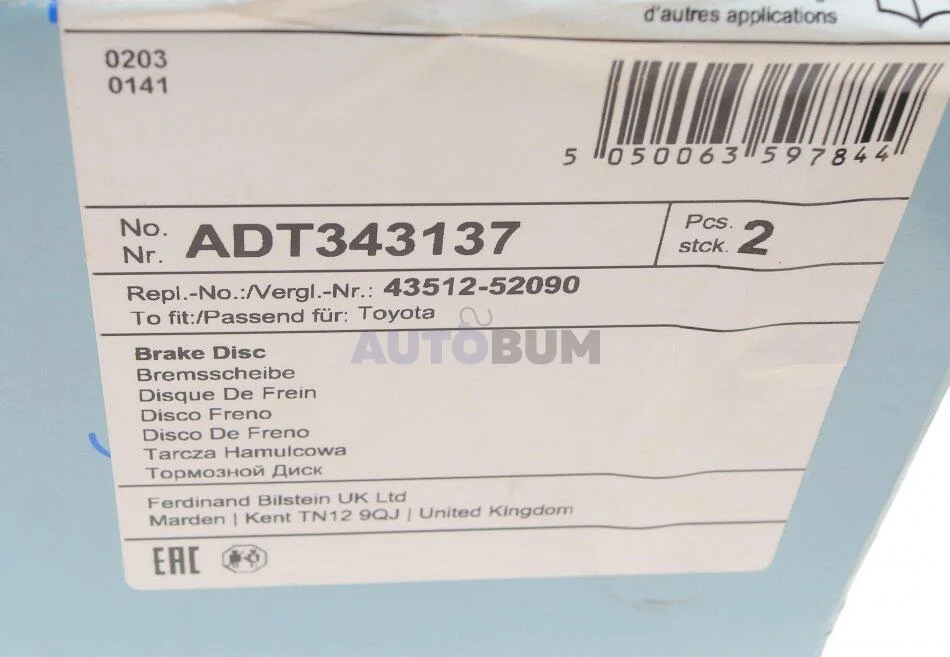 d'autres applications
0203
0141
5 050063 597844
No.
Nr. ADT343137
Pcs.
stck. 2
Repl.-No.:/Vergl.-Nr.: 43512-52090
To fit:/Passend für: Toyota
AUTOBUM
Brake Disc
Bremsscheibe
Disque De Frein
Disco Freno
Disco De Freno
Tarcza Hamulcowa
Тормозной Диск
Ferdinand Bilstein UK Ltd
Marden | Kent TN12 9QJ | United Kingdom
EAC